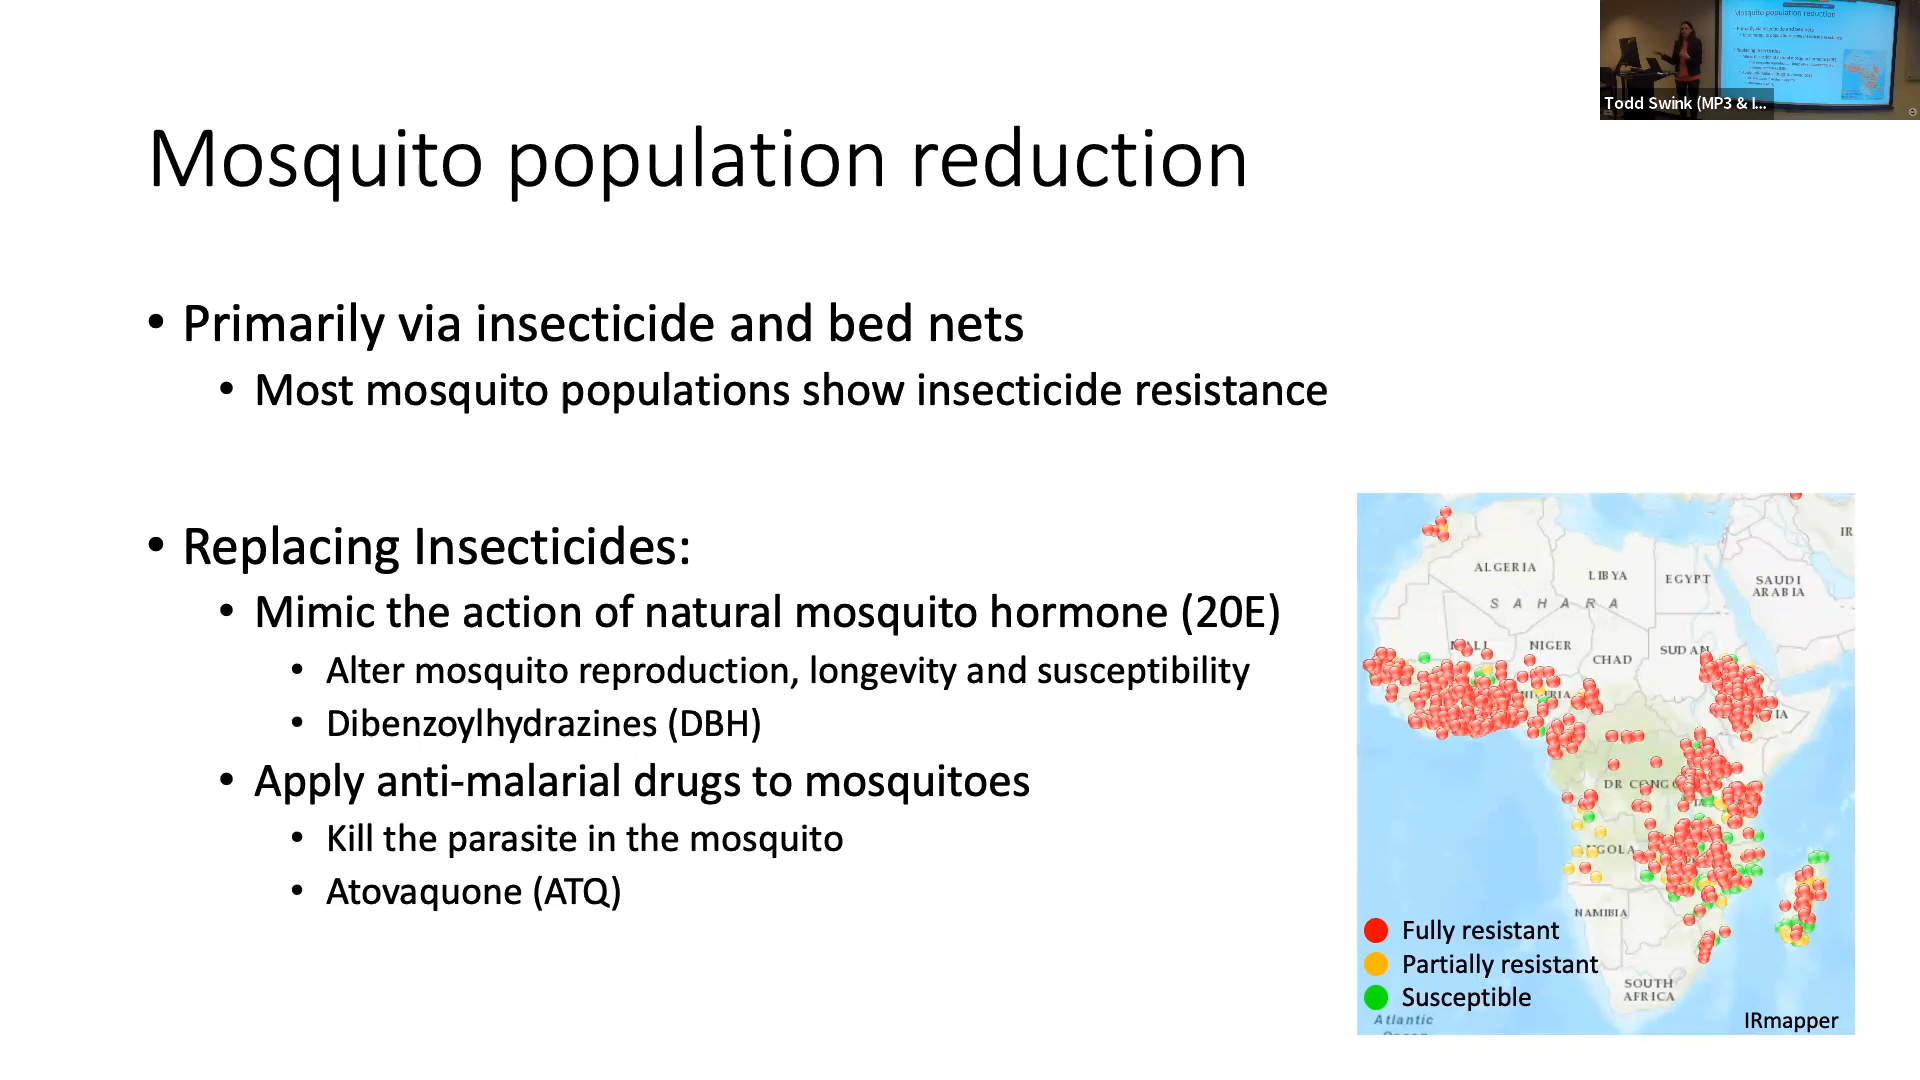 Todd Swink (MP3 & I...
Mosquito population reduction
• Primarily via insecticide and bed nets
• Most mosquito populations show insecticide resistance
• Replacing Insecticides:
• Mimic the action of natural mosquito hormone (20E)
• Alter mosquito reproduction, longevity and susceptibility
• Dibenzoylhydrazines (DBH)
• Apply anti-malarial drugs to mosquitoes
• Kill the parasite in the mosquito
• Atovaquone (ATQ)
IR
ALGERIA
LIBYA
EGYPT
SAUDI
ARABIA
SAHARA
NIGER
CHAD
SUDAN
NAMIBIA
SOUTH
AFRICA
Atlantic
Fully resistant
Partially resistant
Susceptible
IRmapper